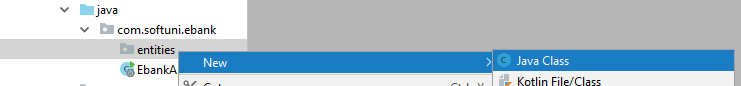 java
com.softuni.ebank
entities
New
Java Class
EbankA
Kotlin File/Class